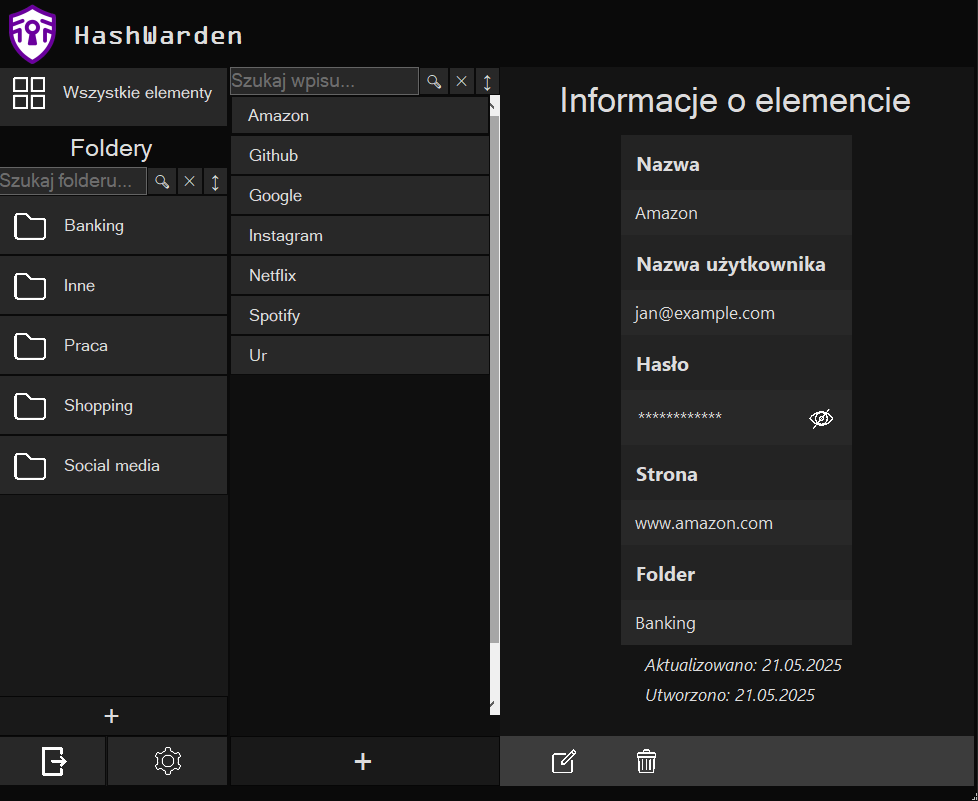 HashWarden
Wszystkie elementy
Foldery
Szukaj folderu...
Banking
Inne
Praca
Shopping
Social media
+
Szukaj wpisu...
Amazon
Github
Google
Instagram
Netflix
Spotify
Ur
+
Informacje o elemencie
Nazwa
Amazon
Nazwa użytkownika
jan@example.com
Hasło
************
Strona
www.amazon.com
Folder
Banking
Aktualizowano: 21.05.2025
Utworzono: 21.05.2025